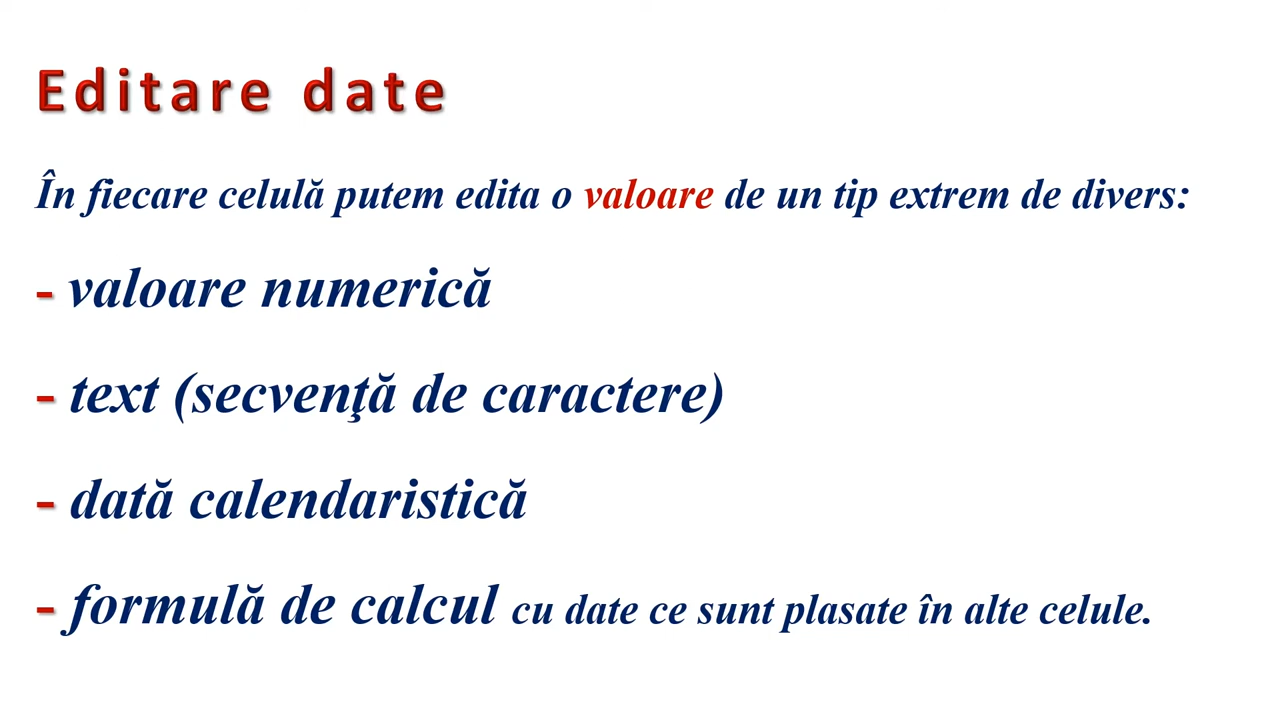 Editare date
În fiecare celulă putem edita o valoare de un tip extrem de divers:
- valoare numerică
- text (secvenţă de caractere)
- dată calendaristică
- formulă de calcul cu date ce sunt plasate în alte celule.